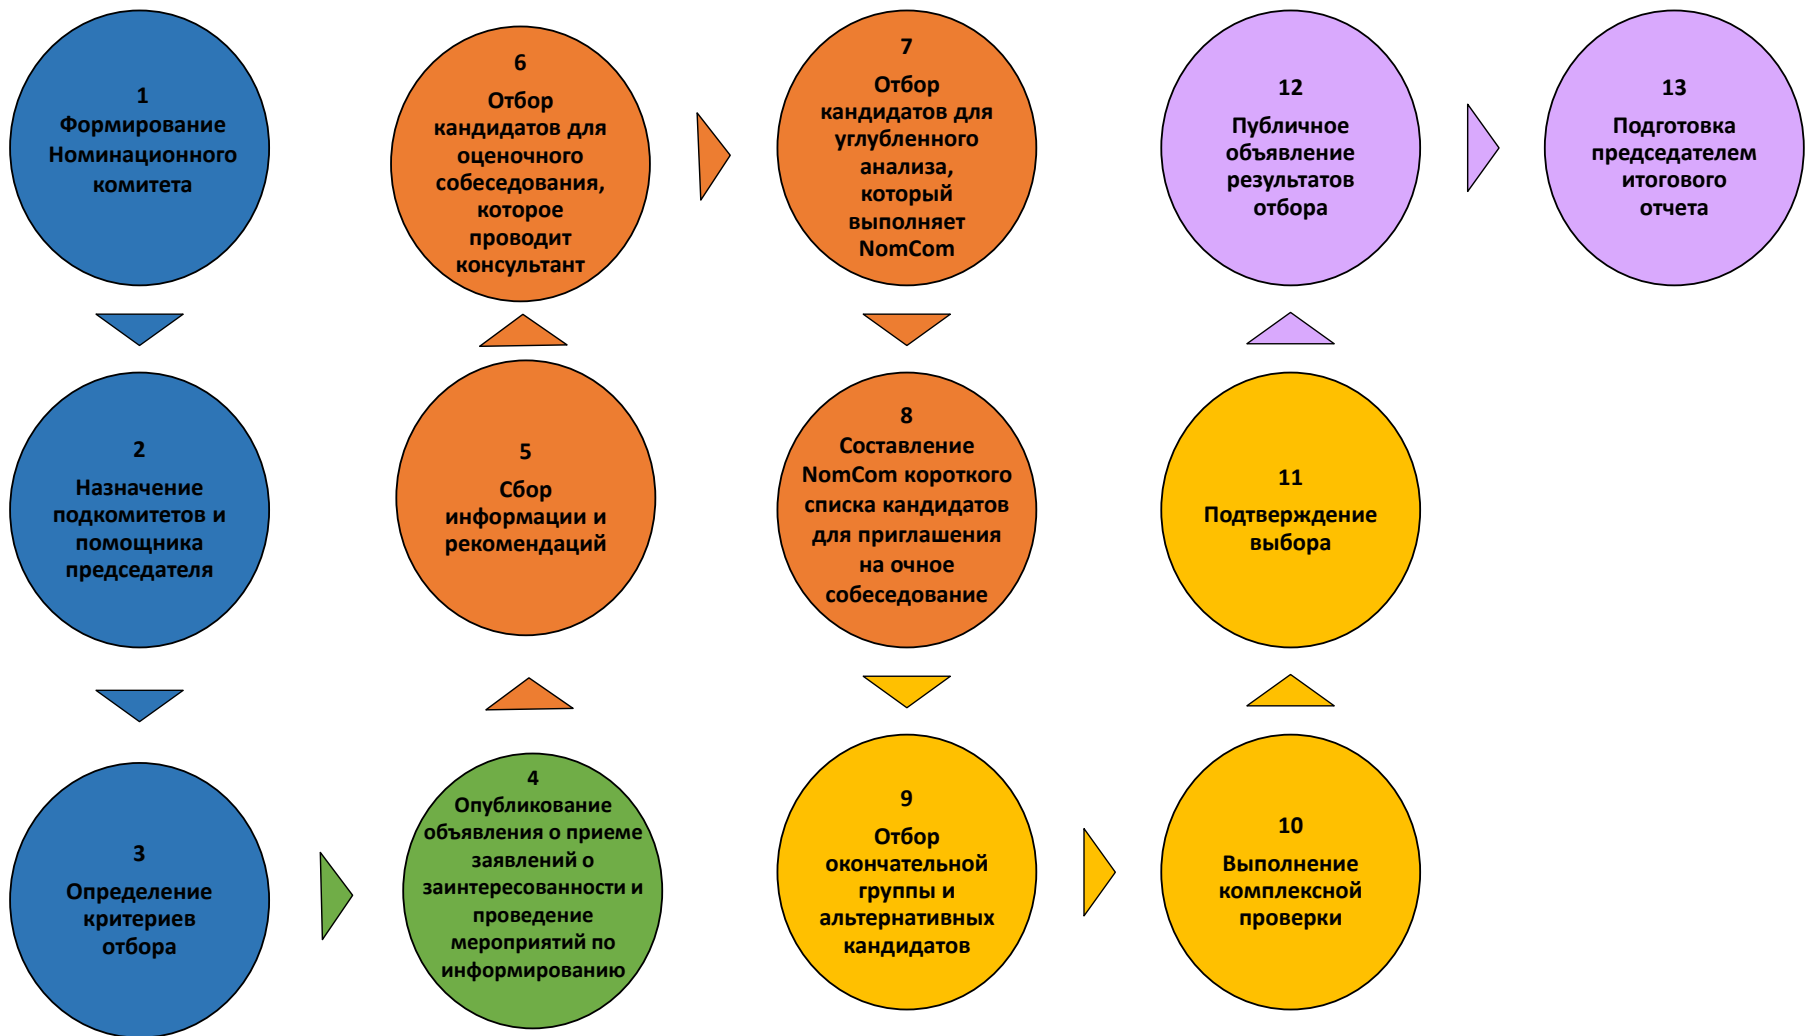 1
Формирование
Номинационного
комитета
2
Назначение
подкомитетов и
помощника
председателя
3
Определение
критериев
отбора
4
Опубликование
объявления о приеме
заявлений о
заинтересованности и
проведение
мероприятий по
информированию
5
Сбор
информации и
рекомендаций
6
Отбор
кандидатов для
оценочного
собеседования,
которое
проводит
консультант
7
Отбор
кандидатов для
углубленного
анализа,
который
выполняет
NomCom
8
Составление
NomCom короткого
списка кандидатов
для приглашения
на очное
собеседование
9
Отбор
окончательной
группы и
альтернативных
кандидатов
10
Выполнение
комплексной
проверки
11
Подтверждение
выбора
12
Публичное
объявление
результатов
отбора
13
Подготовка
председателем
итогового
отчета